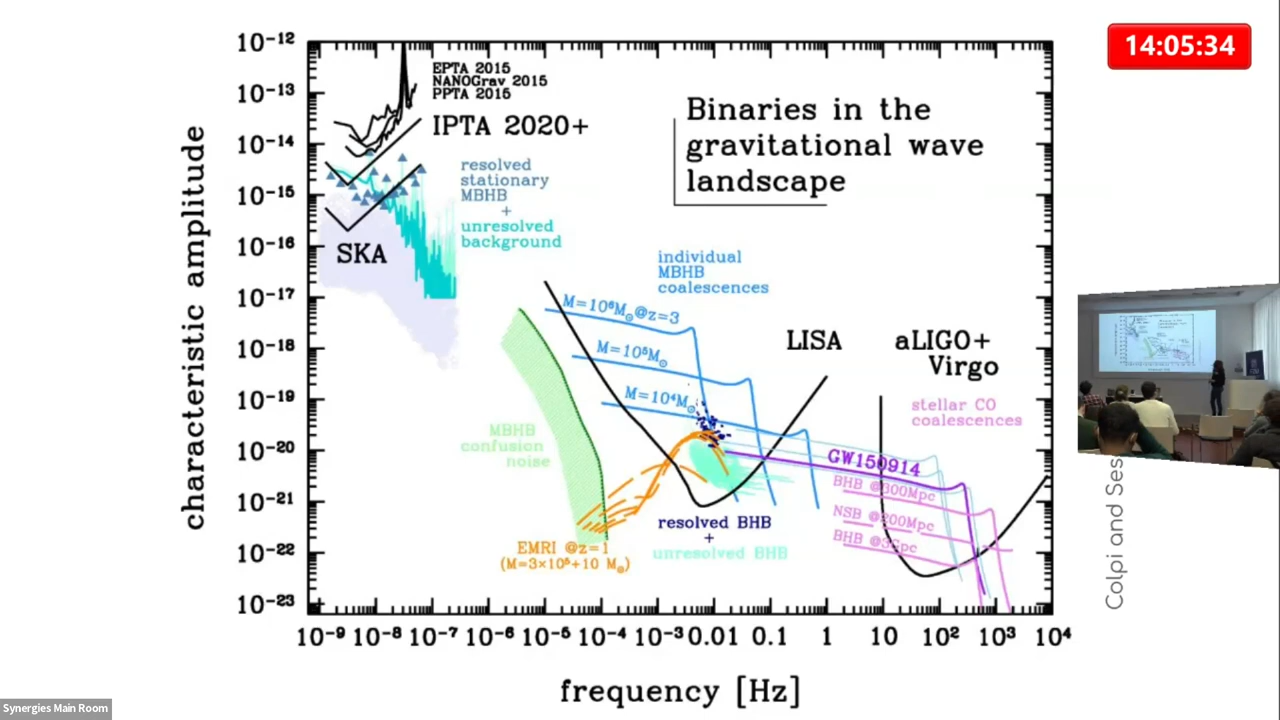 14:05:34
Binaries in the
gravitational wave
landscape
EPTA 2015
NANOGrav 2015
PPTA 2015
IPTA 2020+
resolved
stationary
MBHB
+
unresolved
background
SKA
individual
MBHB
coalescences
M=10⁶M☉@z=3
M=10⁵M☉
M=10⁴M☉
LISA
aLIGO+
Virgo
stellar CO
coalescences
GW150914
BHB @300Mpc
NSB @200Mpc
BHB @3Gpc
MBHB
confusion
noise
resolved BHB
+
unresolved BHB
EMRI @z=1
(M=3×10⁵+10 M☉)
characteristic amplitude
10⁻¹²
10⁻¹³
10⁻¹⁴
10⁻¹⁵
10⁻¹⁶
10⁻¹⁷
10⁻¹⁸
10⁻¹⁹
10⁻²⁰
10⁻²¹
10⁻²²
10⁻²³
10⁻⁹ 10⁻⁸ 10⁻⁷ 10⁻⁶ 10⁻⁵ 10⁻⁴ 10⁻³ 0.01 0.1 1 10 10² 10³ 10⁴
frequency [Hz]
Colpi and Ses
Synergies Main Room